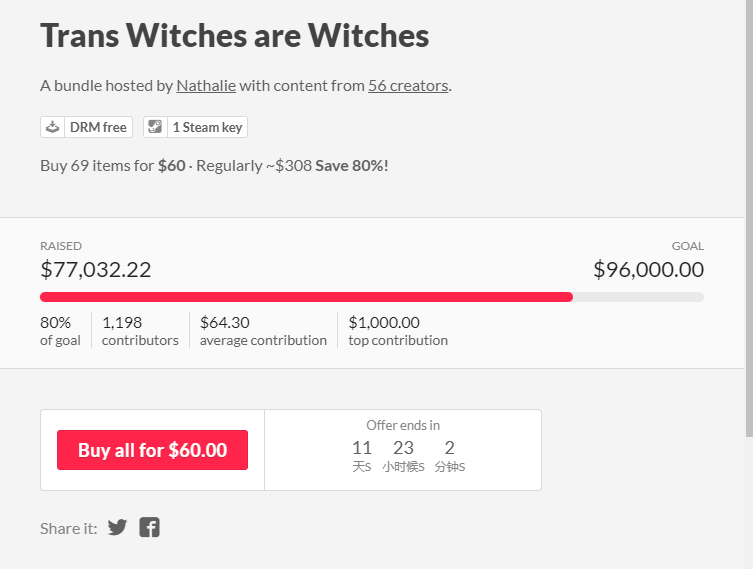 Trans Witches are Witches
A bundle hosted by Nathalie with content from 56 creators.
DRM free 1 Steam key
Buy 69 items for $60 · Regularly ~$308 Save 80%!
RAISED GOAL
$77,032.22 $96,000.00
80% 1,198 $64.30 $1,000.00
of goal contributors average contribution top contribution
Buy all for $60.00
Offer ends in
11 23 2
天s 小时候s 分钟s
Share it: